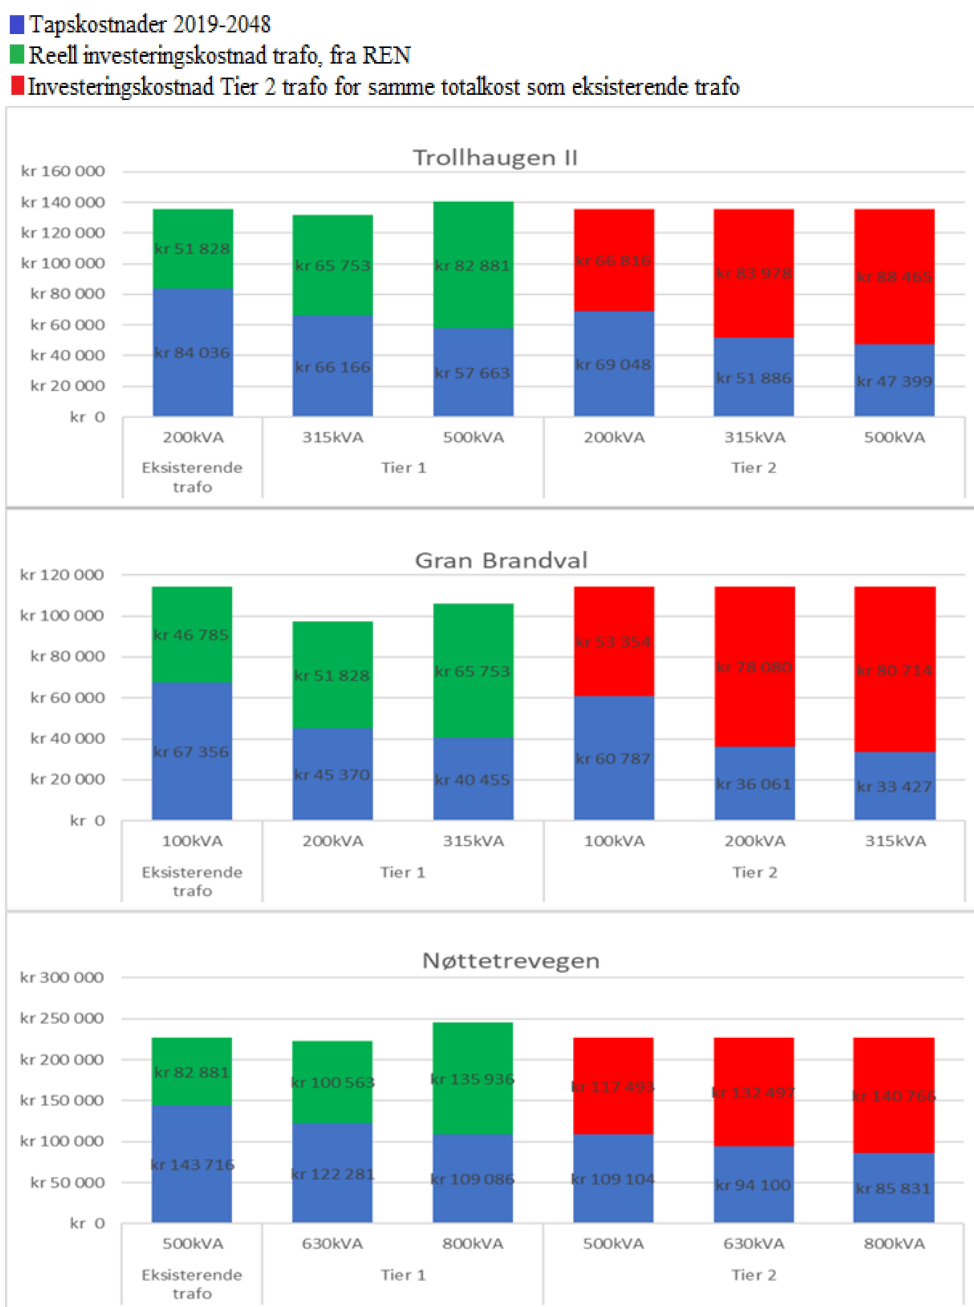 Tapskostnader 2019-2048
Reell investeringskostnad trafo, fra REN
Investeringskostnad Tier 2 trafo for samme totalkost som eksisterende trafo
Trollhaugen II
kr 160 000
kr 140 000
kr 120 000
kr 100 000
kr 80 000
kr 60 000
kr 40 000
kr 20 000
kr 0
kr 51 828
kr 65 753
kr 82 881
kr 66 816
kr 83 978
kr 88 465
kr 84 036
kr 66 166
kr 57 663
kr 69 048
kr 51 886
kr 47 399
200kVA 315kVA 500kVA 200kVA 315kVA 500kVA
Eksisterende Tier 1 Tier 2
trafo
Gran Brandval
kr 120 000
kr 100 000
kr 80 000
kr 60 000
kr 40 000
kr 20 000
kr 0
kr 46 785
kr 51 828
kr 65 753
kr 53 354
kr 78 080
kr 80 714
kr 67 356
kr 45 370
kr 40 455
kr 60 787
kr 36 061
kr 33 427
100kVA 200kVA 315kVA 100kVA 200kVA 315kVA
Eksisterende Tier 1 Tier 2
trafo
Nøttetrevegen
kr 300 000
kr 250 000
kr 200 000
kr 150 000
kr 100 000
kr 50 000
kr 0
kr 82 881
kr 100 563
kr 135 936
kr 117 493
kr 132 497
kr 140 766
kr 143 716
kr 122 281
kr 109 086
kr 109 104
kr 94 100
kr 85 831
500kVA 630kVA 800kVA 500kVA 630kVA 800kVA
Eksisterende Tier 1 Tier 2
trafo